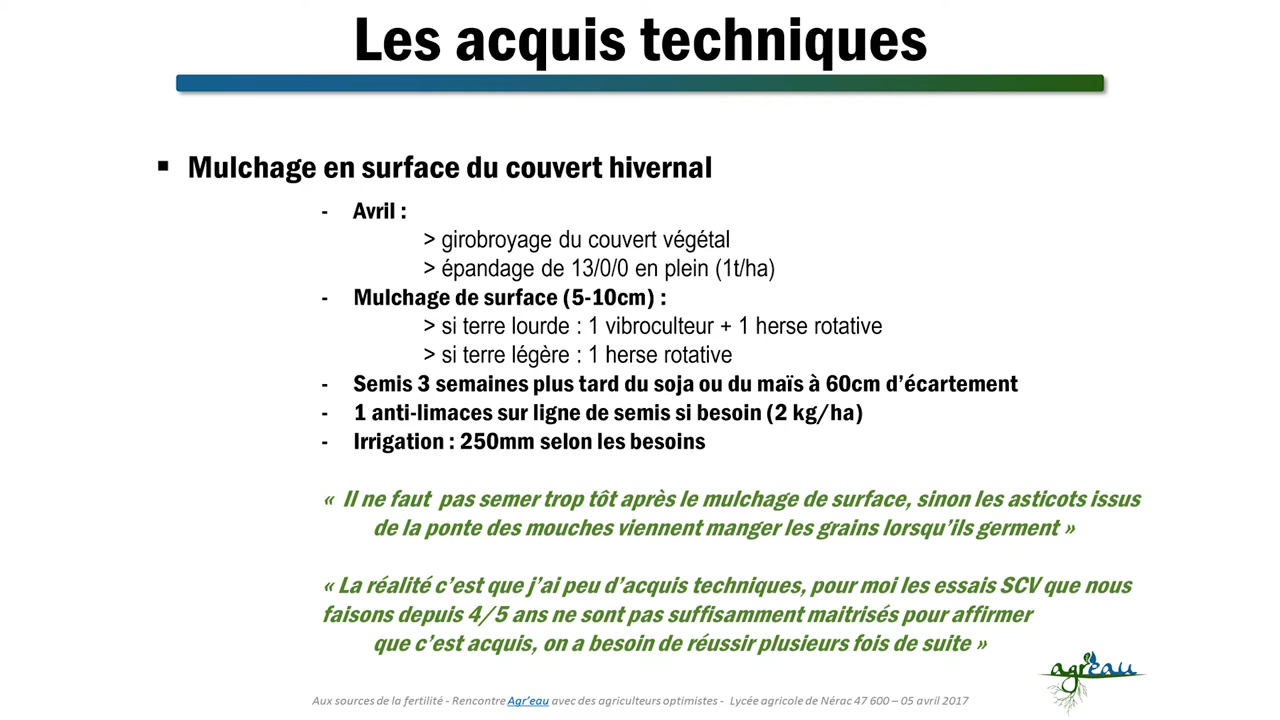 Les acquis techniques
▪ Mulchage en surface du couvert hivernal
- Avril :
> girobroyage du couvert végétal
> épandage de 13/0/0 en plein (1t/ha)
- Mulchage de surface (5-10cm) :
> si terre lourde : 1 vibroculteur + 1 herse rotative
> si terre légère : 1 herse rotative
- Semis 3 semaines plus tard du soja ou du maïs à 60cm d'écartement
- 1 anti-limaces sur ligne de semis si besoin (2 kg/ha)
- Irrigation : 250mm selon les besoins
« Il ne faut pas semer trop tôt après le mulchage de surface, sinon les asticots issus
de la ponte des mouches viennent manger les grains lorsqu'ils germent »
« La réalité c'est que j'ai peu d'acquis techniques, pour moi les essais SCV que nous
faisons depuis 4/5 ans ne sont pas suffisamment maitrisés pour affirmer
que c'est acquis, on a besoin de réussir plusieurs fois de suite »
agr'eau
Aux sources de la fertilité - Rencontre Agr'eau avec des agriculteurs optimistes - Lycée agricole de Nérac 47 600 – 05 avril 2017